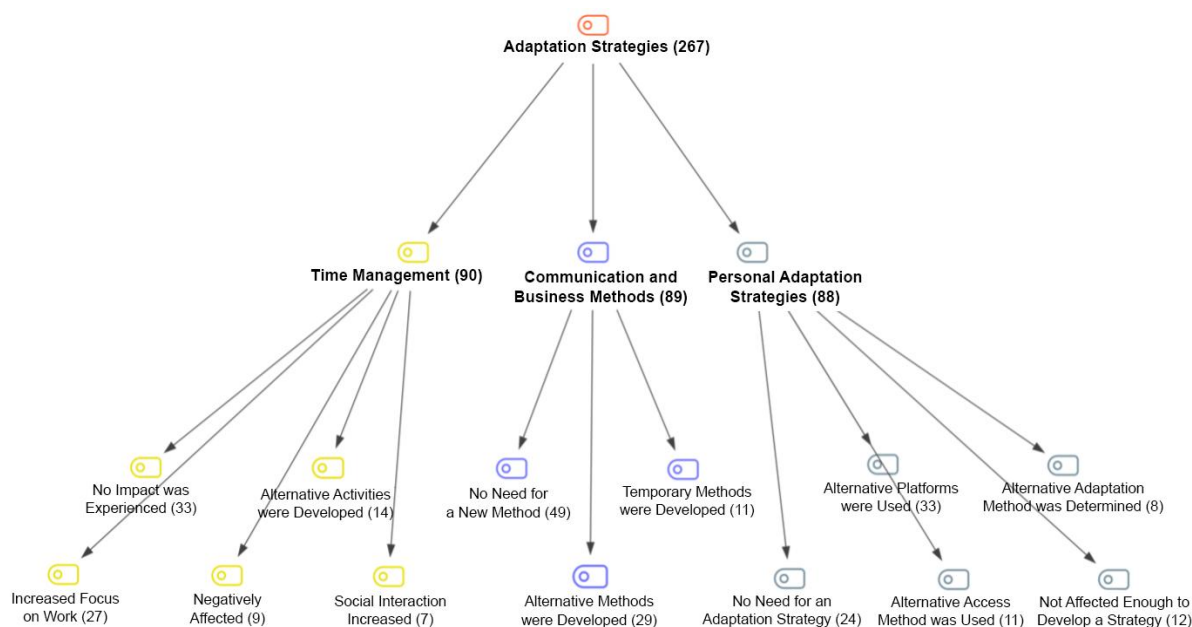 Adaptation Strategies (267)
Time Management (90)
Communication and
Business Methods (89)
Personal Adaptation
Strategies (88)
No Impact was
Experienced (33)
Alternative Activities
were Developed (14)
No Need for
a New Method (49)
Temporary Methods
were Developed (11)
Alternative Platforms
were Used (33)
Alternative Adaptation
Method was Determined (8)
Increased Focus
on Work (27)
Negatively
Affected (9)
Social Interaction
Increased (7)
Alternative Methods
were Developed (29)
No Need for an
Adaptation Strategy (24)
Alternative Access
Method was Used (11)
Not Affected Enough to
Develop a Strategy (12)